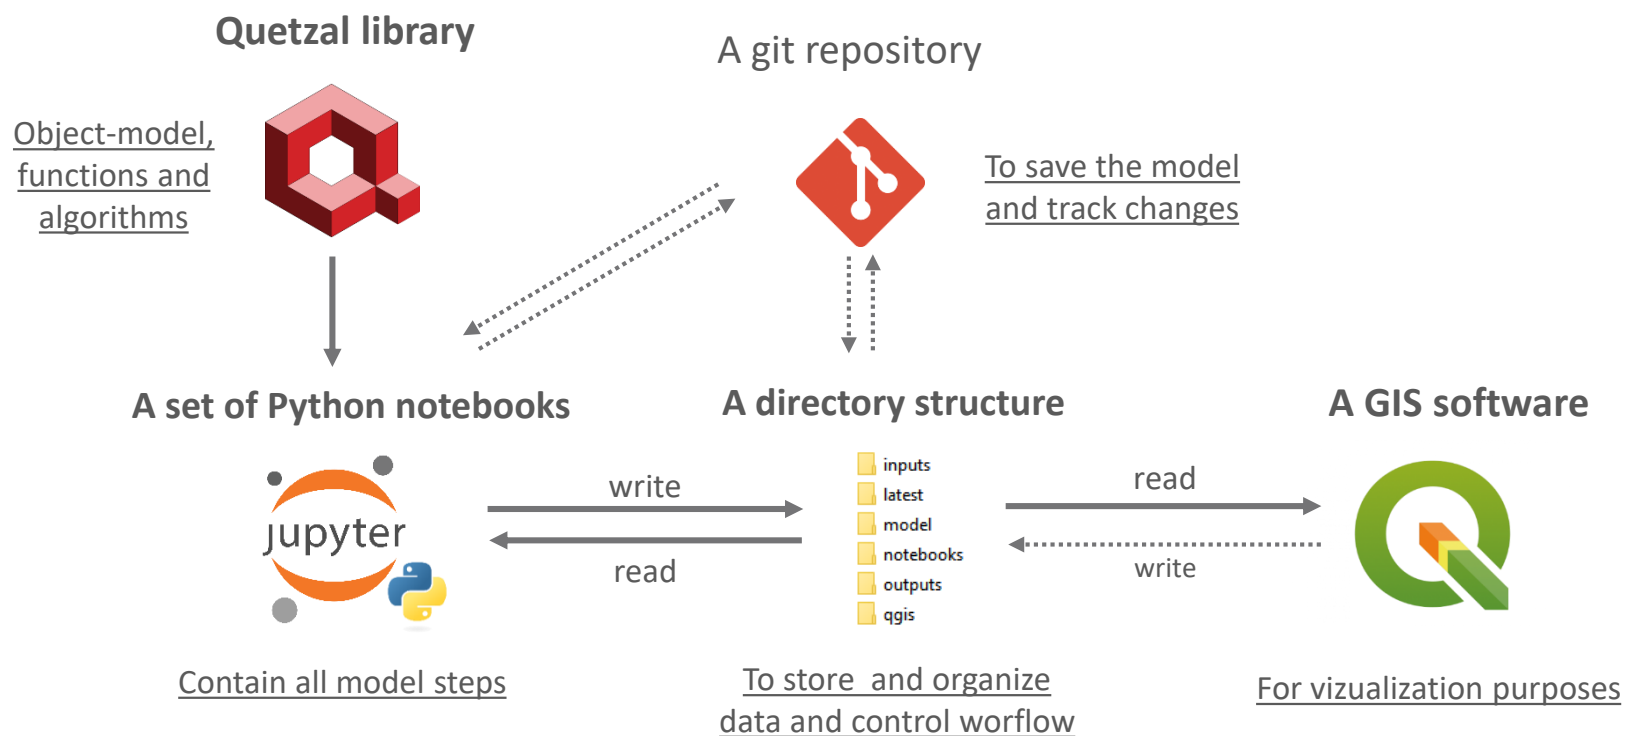 Quetzal library
A git repository
Object-model,
functions and
algorithms
To save the model
and track changes
A set of Python notebooks
A directory structure
A GIS software
jupyter
write
read
inputs
latest
model
notebooks
outputs
qgis
read
write
Contain all model steps
To store  and organize
data and control worflow
For vizualization purposes